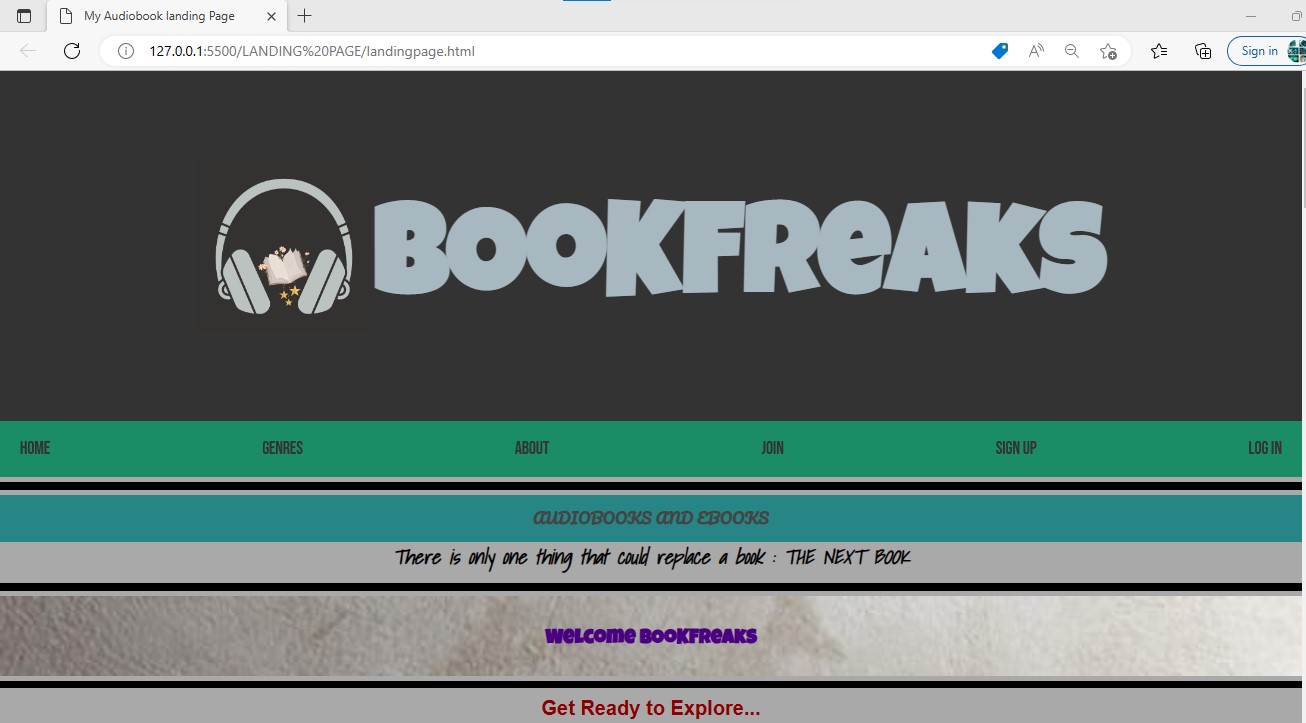 My Audiobook landing Page
127.0.0.1:5500/LANDING%20PAGE/landingpage.html
Sign in
BOOKFReAKS
HOME GENRES ABOUT JOIN SIGN UP LOG IN
AUDIOBOOKS AND EBOOKS
There is only one thing that could replace a book : THE NEXT BOOK
Welcome BookFreaks
Get Ready to Explore...